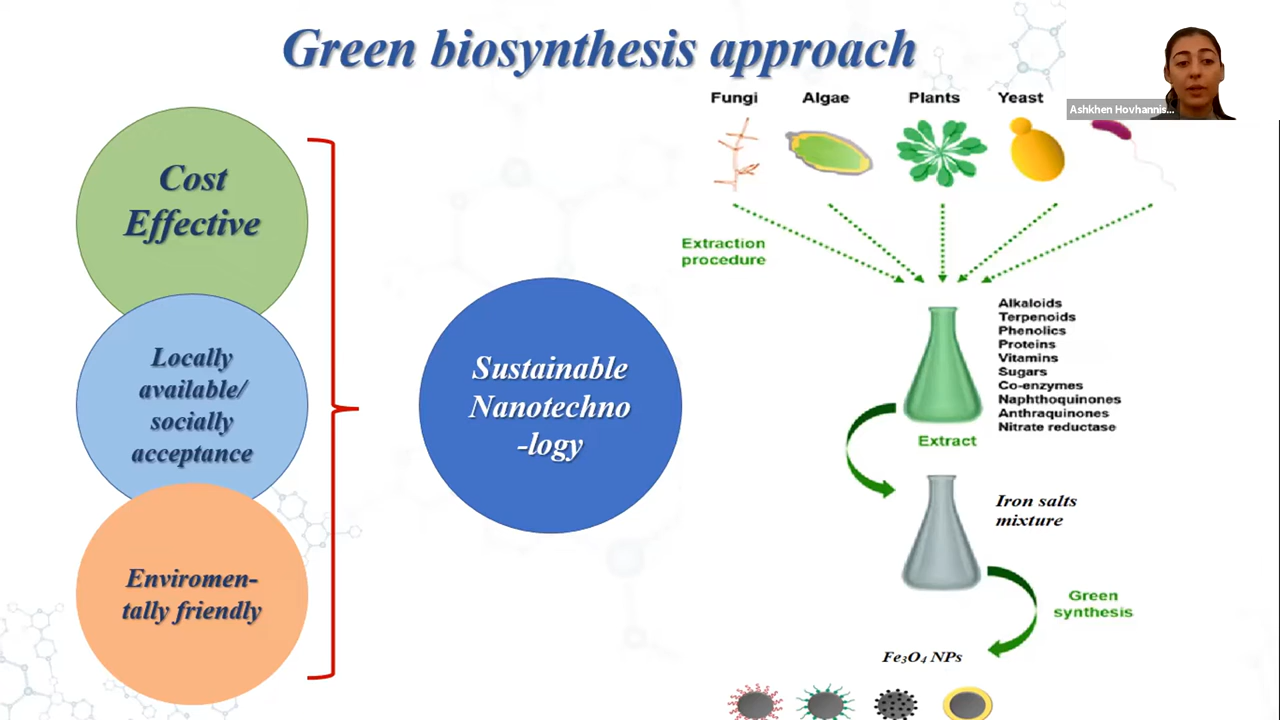 Green biosynthesis approach
Ashkhen Hovhannis...
Cost
Effective
Locally
available/
socially
acceptance
Enviromen-
tally friendly
Sustainable
Nanotechno
-logy
Fungi
Algae
Plants
Yeast
Extraction
procedure
Alkaloids
Terpenoids
Phenolics
Proteins
Vitamins
Sugars
Co-enzymes
Naphthoquinones
Anthraquinones
Nitrate reductase
Extract
Iron salts
mixture
Green
synthesis
Fe₃O₄ NPs